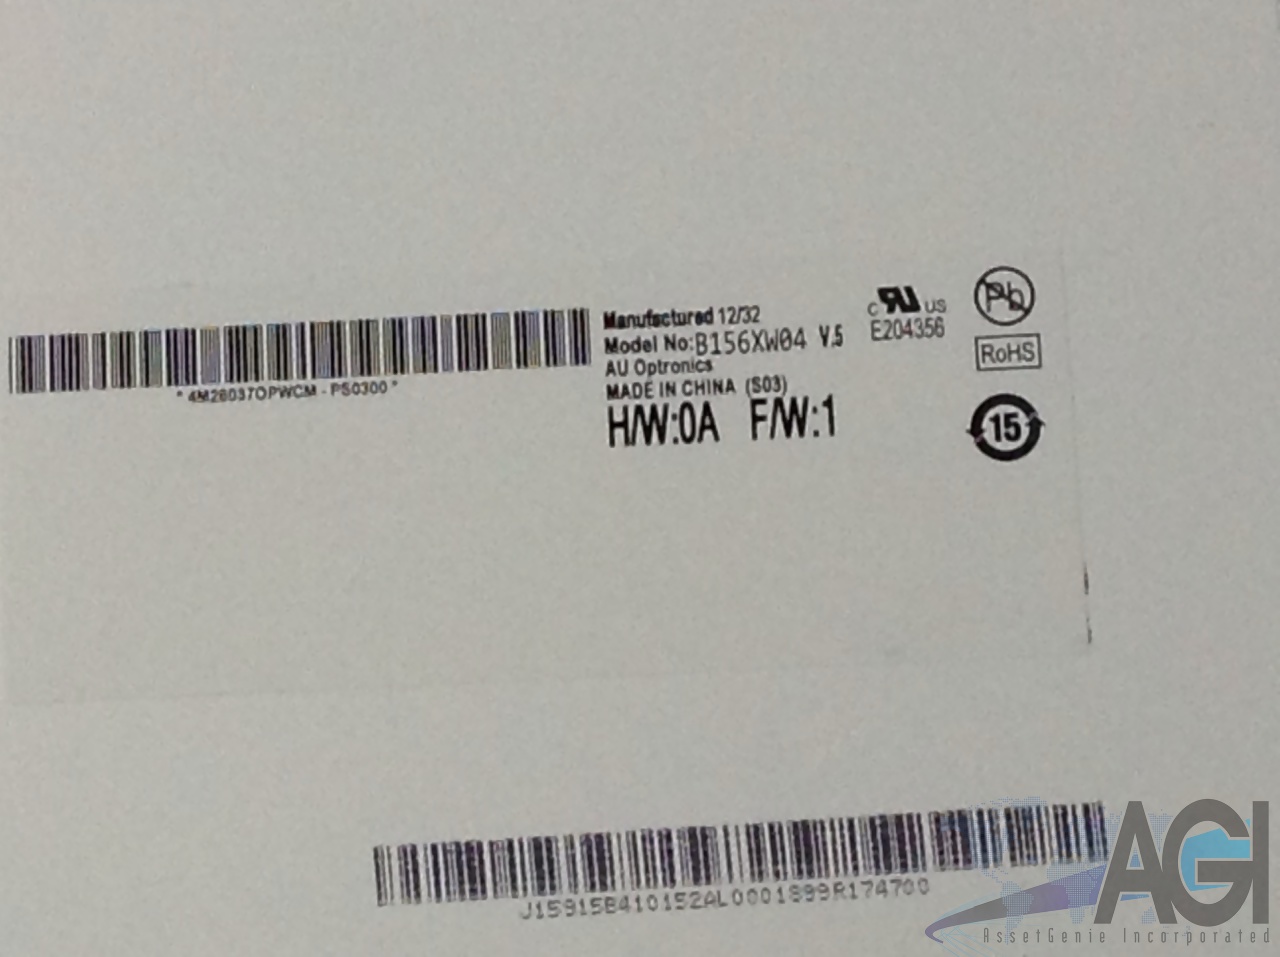 Manufactured 12/32
Model No:B156XW04 V.5
AU Optronics
MADE IN CHINA (S03)
H/W:0A F/W:1
* 4M28037OPWCM - PS0300 *
c RU US
E204356
Pb
RoHS
15
J15915B410152AL0001899R174700
AGI
AssetGenie Incorporated